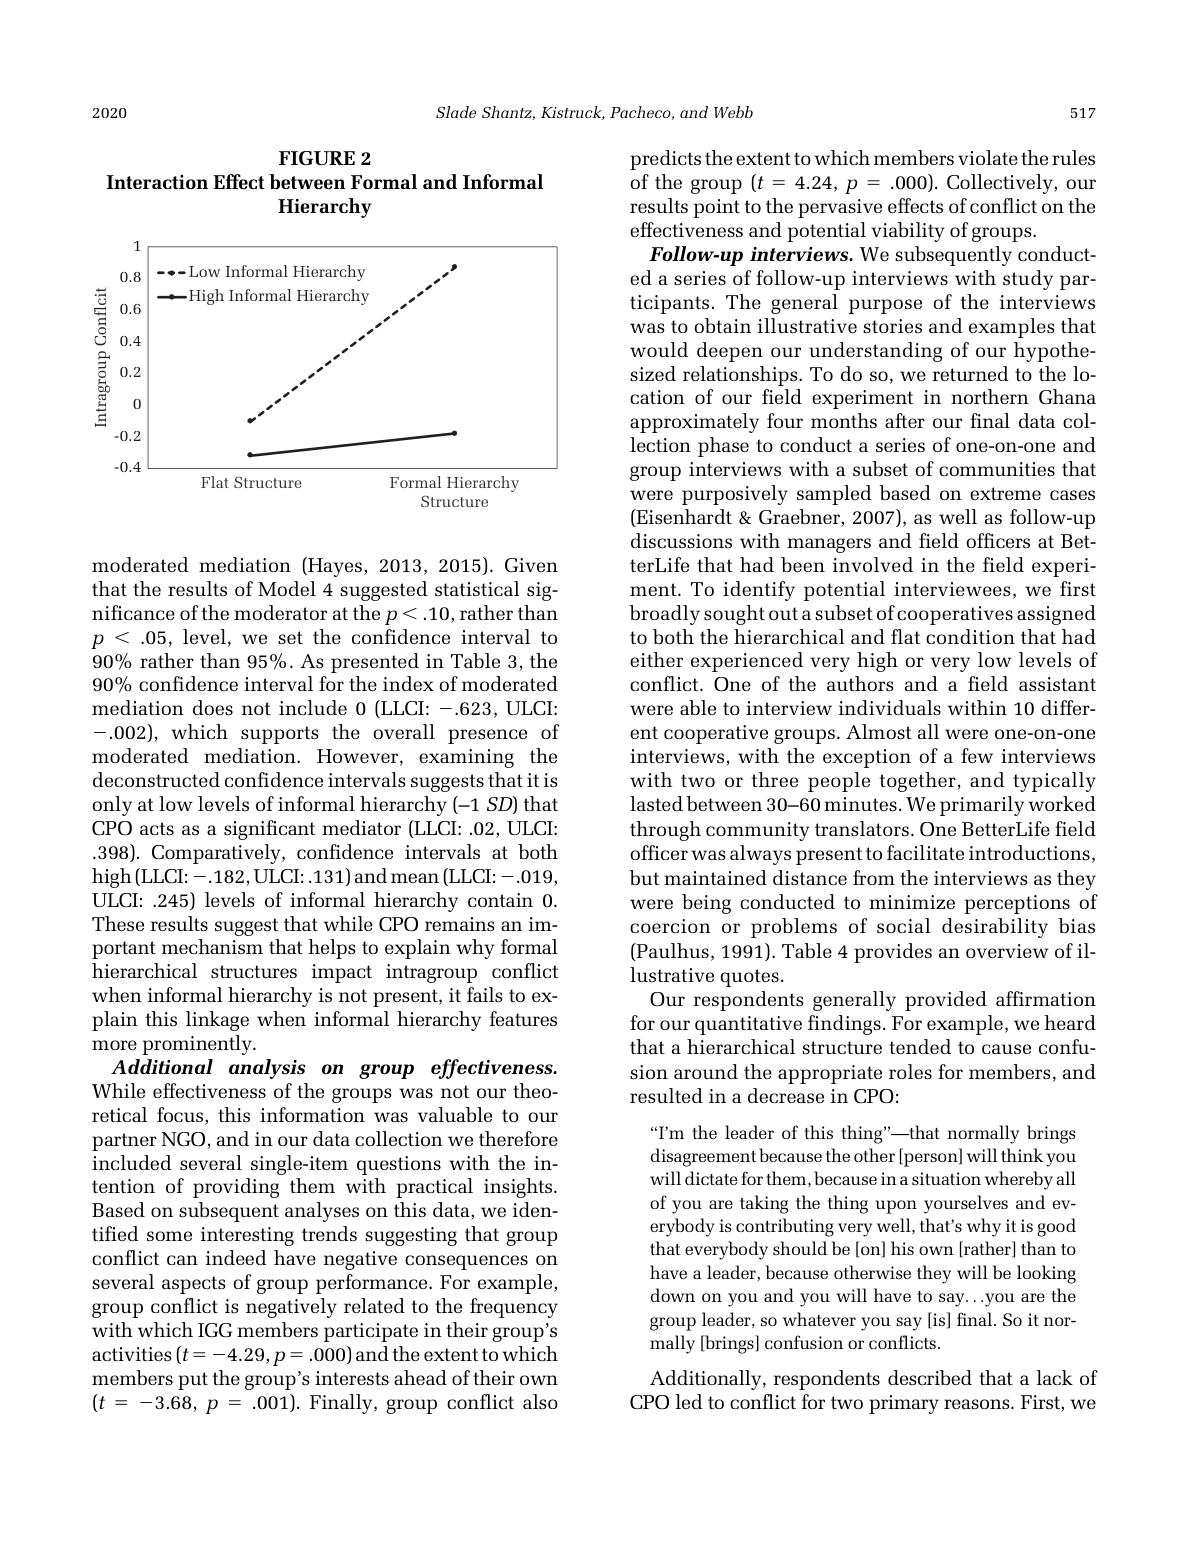 2020
Slade Shantz, Kistruck, Pacheco, and Webb
517
FIGURE 2
Interaction Effect between Formal and Informal
Hierarchy
1
0.8
0.6
0.4
0.2
0
-0.2
-0.4
Intragroup Conflcit
Low Informal Hierarchy
High Informal Hierarchy
Flat Structure
Formal Hierarchy
Structure
moderated mediation (Hayes, 2013, 2015). Given
that the results of Model 4 suggested statistical sig-
nificance of the moderator at the p < .10, rather than
p < .05, level, we set the confidence interval to
90% rather than 95%. As presented in Table 3, the
90% confidence interval for the index of moderated
mediation does not include 0 (LLCI: −.623, ULCI:
−.002), which supports the overall presence of
moderated mediation. However, examining the
deconstructed confidence intervals suggests that it is
only at low levels of informal hierarchy (–1 SD) that
CPO acts as a significant mediator (LLCI: .02, ULCI:
.398). Comparatively, confidence intervals at both
high (LLCI: −.182, ULCI: .131) and mean (LLCI: −.019,
ULCI: .245) levels of informal hierarchy contain 0.
These results suggest that while CPO remains an im-
portant mechanism that helps to explain why formal
hierarchical structures impact intragroup conflict
when informal hierarchy is not present, it fails to ex-
plain this linkage when informal hierarchy features
more prominently.
Additional analysis on group effectiveness.
While effectiveness of the groups was not our theo-
retical focus, this information was valuable to our
partner NGO, and in our data collection we therefore
included several single-item questions with the in-
tention of providing them with practical insights.
Based on subsequent analyses on this data, we iden-
tified some interesting trends suggesting that group
conflict can indeed have negative consequences on
several aspects of group performance. For example,
group conflict is negatively related to the frequency
with which IGG members participate in their group's
activities (t = −4.29, p = .000) and the extent to which
members put the group's interests ahead of their own
(t = −3.68, p = .001). Finally, group conflict also
predicts the extent to which members violate the rules
of the group (t = 4.24, p = .000). Collectively, our
results point to the pervasive effects of conflict on the
effectiveness and potential viability of groups.
Follow-up interviews. We subsequently conduct-
ed a series of follow-up interviews with study par-
ticipants. The general purpose of the interviews
was to obtain illustrative stories and examples that
would deepen our understanding of our hypothe-
sized relationships. To do so, we returned to the lo-
cation of our field experiment in northern Ghana
approximately four months after our final data col-
lection phase to conduct a series of one-on-one and
group interviews with a subset of communities that
were purposively sampled based on extreme cases
(Eisenhardt & Graebner, 2007), as well as follow-up
discussions with managers and field officers at Bet-
terLife that had been involved in the field experi-
ment. To identify potential interviewees, we first
broadly sought out a subset of cooperatives assigned
to both the hierarchical and flat condition that had
either experienced very high or very low levels of
conflict. One of the authors and a field assistant
were able to interview individuals within 10 differ-
ent cooperative groups. Almost all were one-on-one
interviews, with the exception of a few interviews
with two or three people together, and typically
lasted between 30–60 minutes. We primarily worked
through community translators. One BetterLife field
officer was always present to facilitate introductions,
but maintained distance from the interviews as they
were being conducted to minimize perceptions of
coercion or problems of social desirability bias
(Paulhus, 1991). Table 4 provides an overview of il-
lustrative quotes.
Our respondents generally provided affirmation
for our quantitative findings. For example, we heard
that a hierarchical structure tended to cause confu-
sion around the appropriate roles for members, and
resulted in a decrease in CPO:
“I'm the leader of this thing”—that normally brings
disagreement because the other [person] will think you
will dictate for them, because in a situation whereby all
of you are taking the thing upon yourselves and ev-
erybody is contributing very well, that's why it is good
that everybody should be [on] his own [rather] than to
have a leader, because otherwise they will be looking
down on you and you will have to say. . .you are the
group leader, so whatever you say [is] final. So it nor-
mally [brings] confusion or conflicts.
Additionally, respondents described that a lack of
CPO led to conflict for two primary reasons. First, we